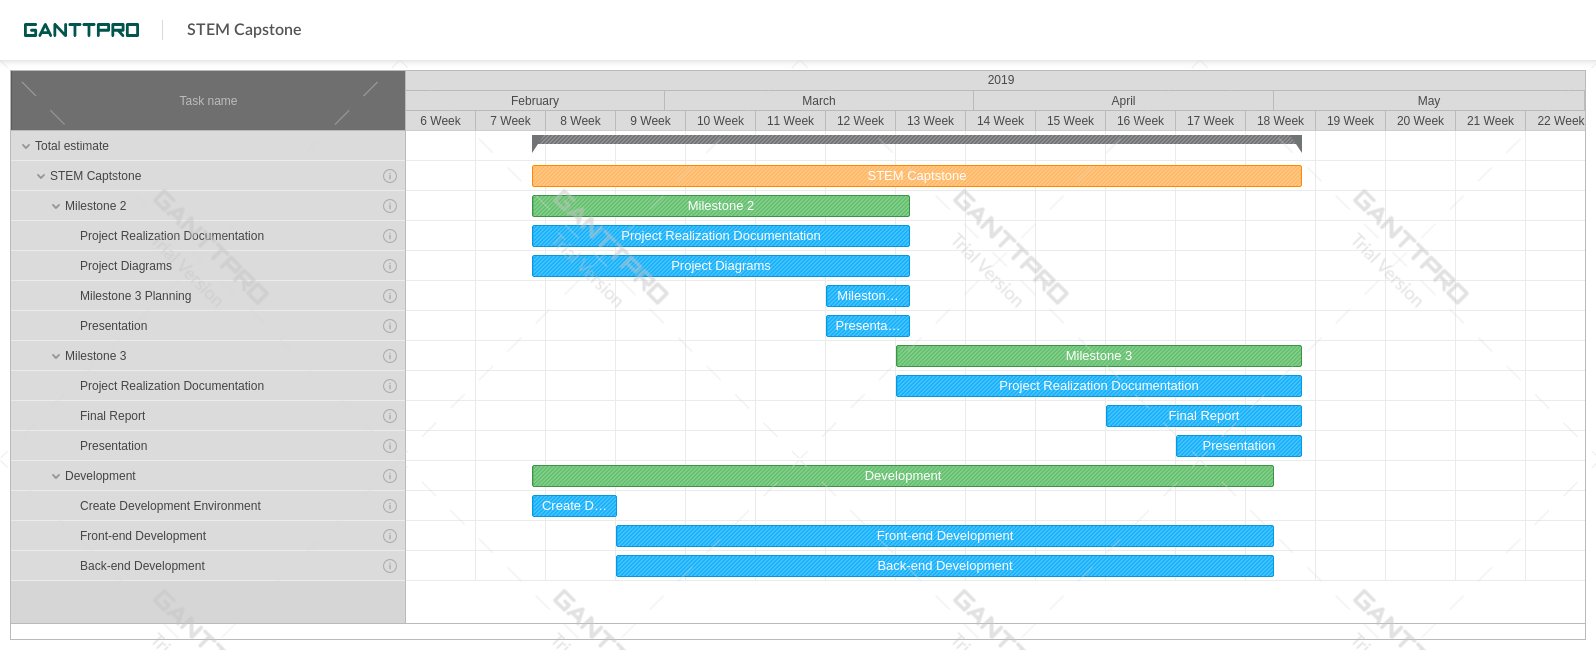 GANTTPRO
STEM Capstone
Task name
2019
February March April May
6 Week 7 Week 8 Week 9 Week 10 Week 11 Week 12 Week 13 Week 14 Week 15 Week 16 Week 17 Week 18 Week 19 Week 20 Week 21 Week 22 Week
Total estimate
STEM Captstone STEM Captstone
Milestone 2 Milestone 2
Project Realization Documentation Project Realization Documentation
Project Diagrams Project Diagrams
Milestone 3 Planning Mileston...
Presentation Presenta...
Milestone 3 Milestone 3
Project Realization Documentation Project Realization Documentation
Final Report Final Report
Presentation Presentation
Development Development
Create Development Environment Create D...
Front-end Development Front-end Development
Back-end Development Back-end Development
GANTTPRO
Trial Version
GANTTPRO
Trial Version
GANTTPRO
Trial Version
GANTTPRO
Trial Version